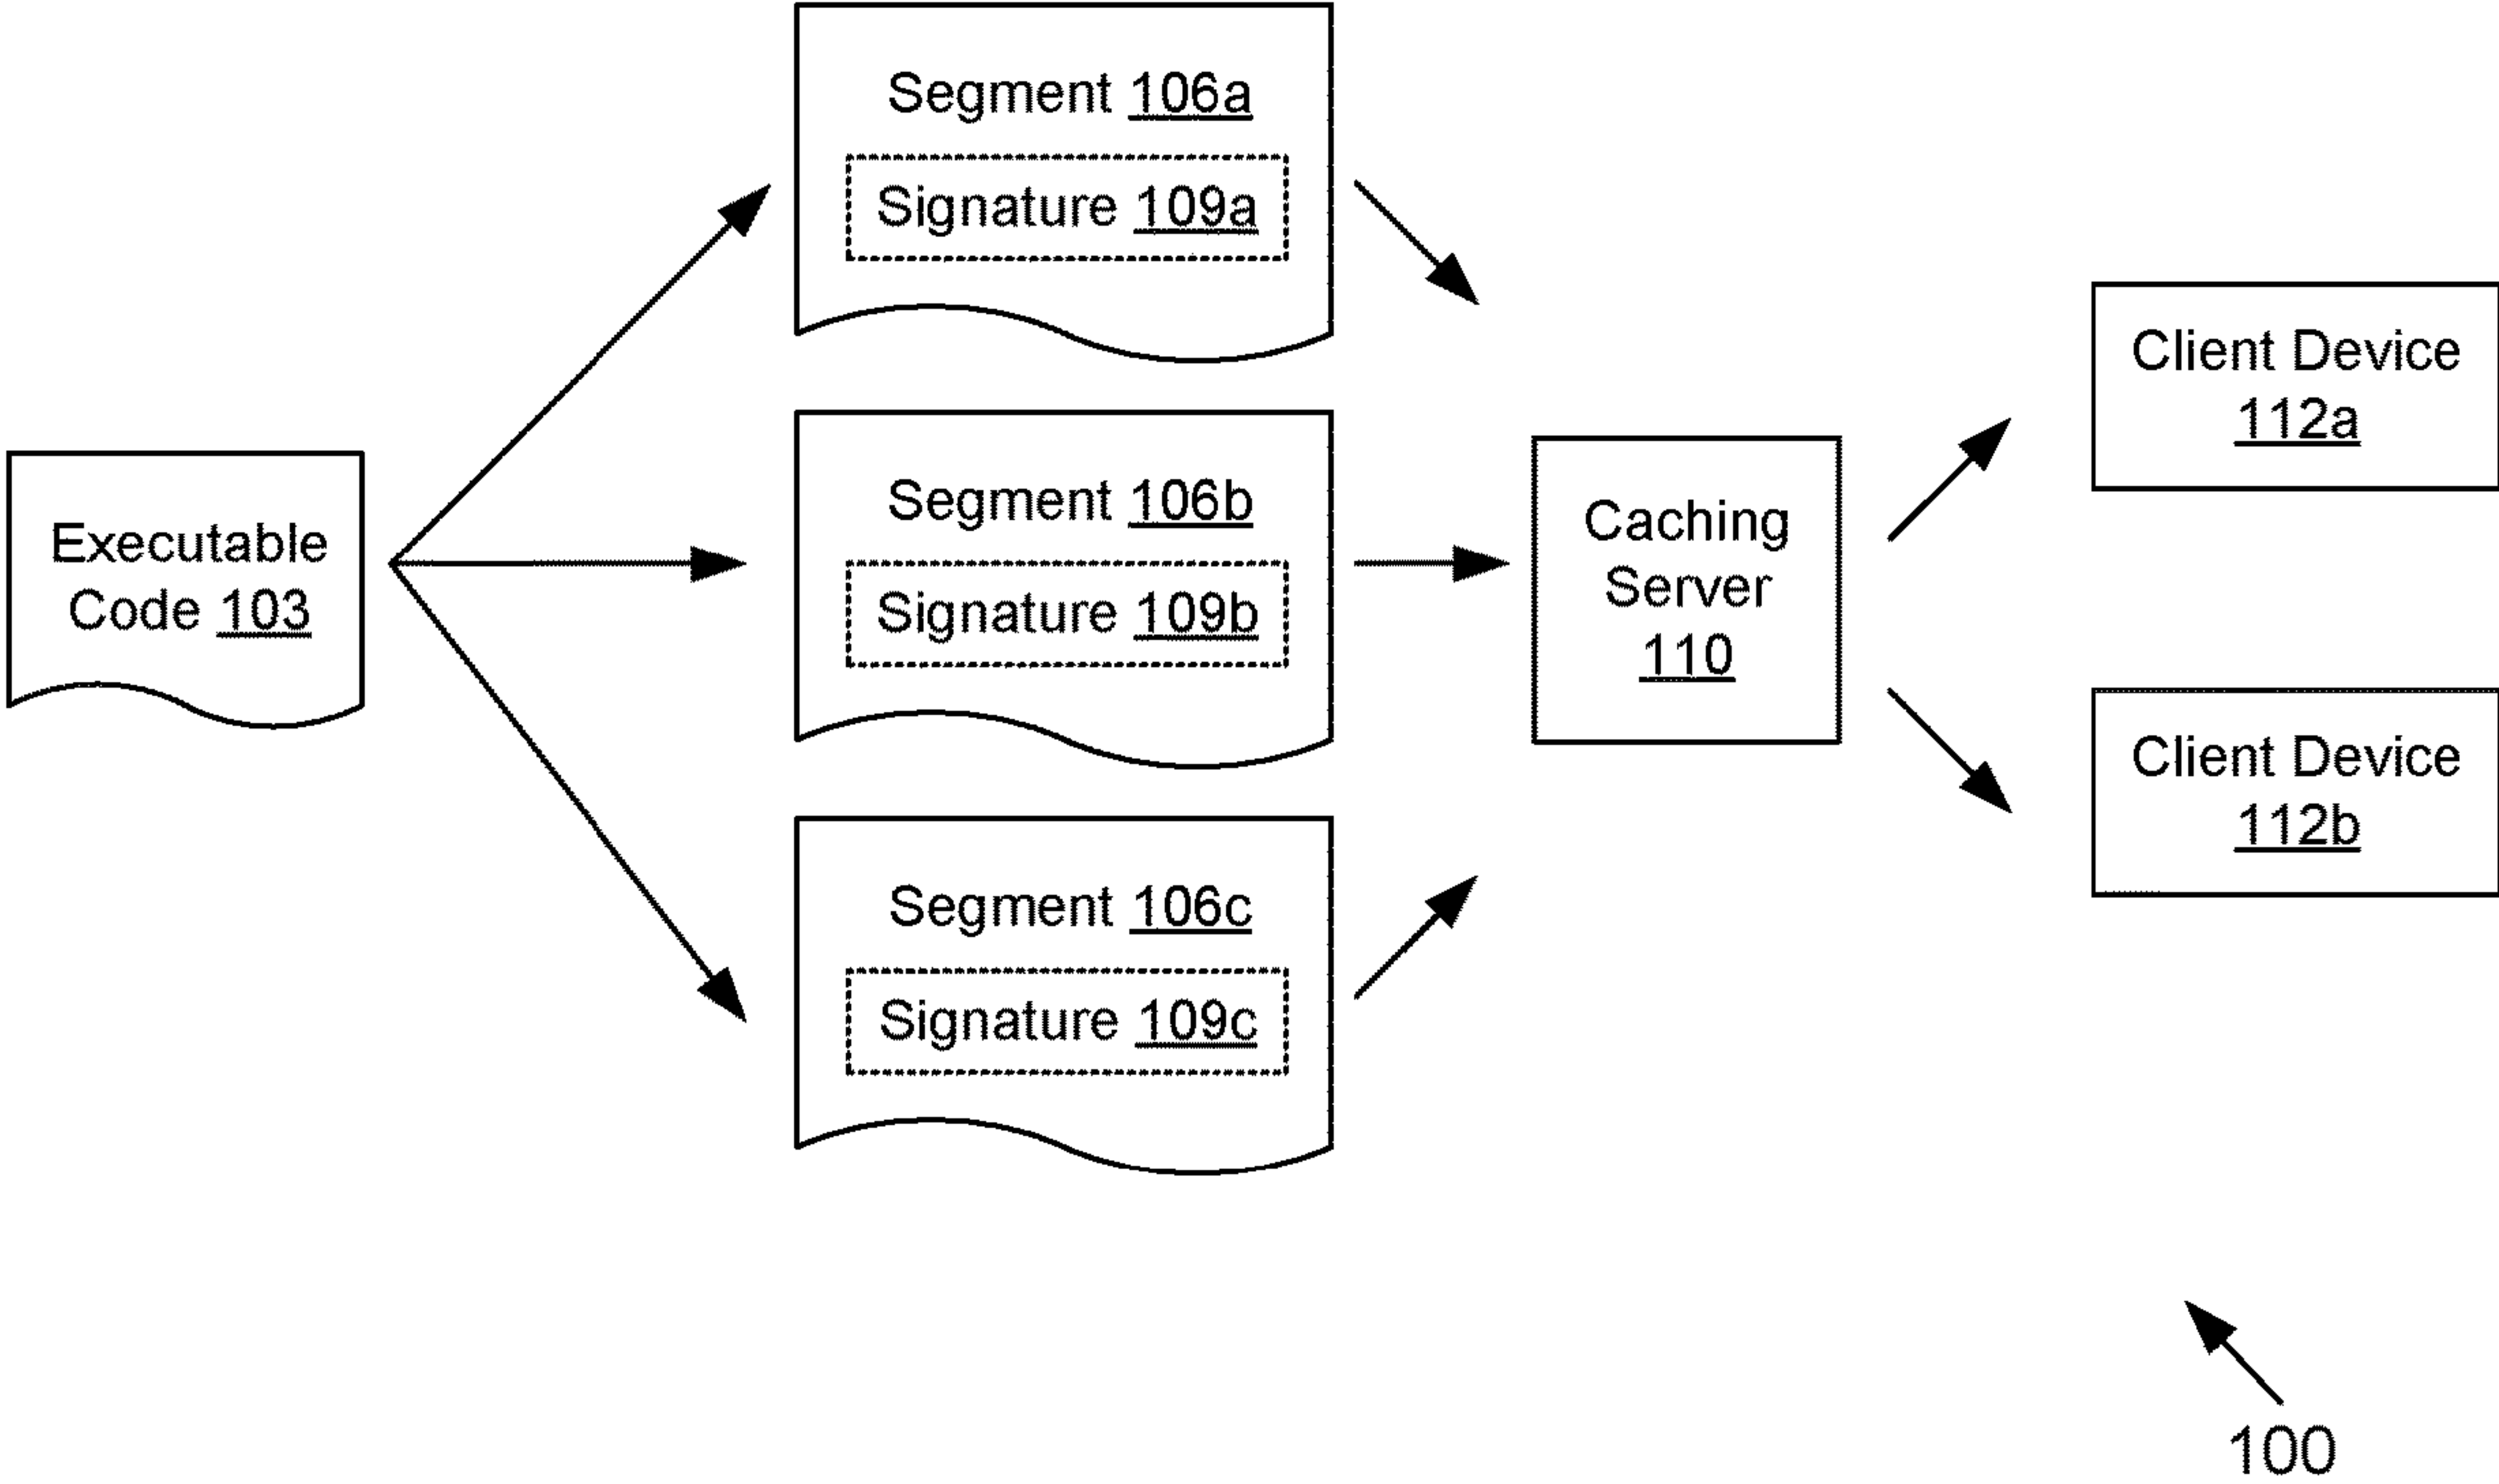 Segment 106a
Signature 109a
Executable
Code 103
Segment 106b
Signature 109b
Segment 106c
Signature 109c
Caching
Server
110
Client Device
112a
Client Device
112b
100